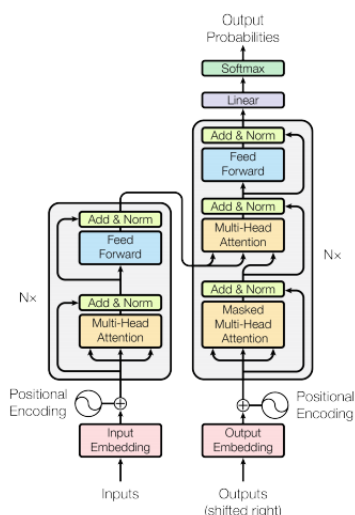 Output
Probabilities
Softmax
Linear
Add & Norm
Feed
Forward
Add & Norm
Multi-Head
Attention
Add & Norm
Masked
Multi-Head
Attention
N×
Add & Norm
Feed
Forward
N×
Add & Norm
Multi-Head
Attention
Positional
Encoding
Positional
Encoding
Input
Embedding
Output
Embedding
Inputs
Outputs
(shifted right)